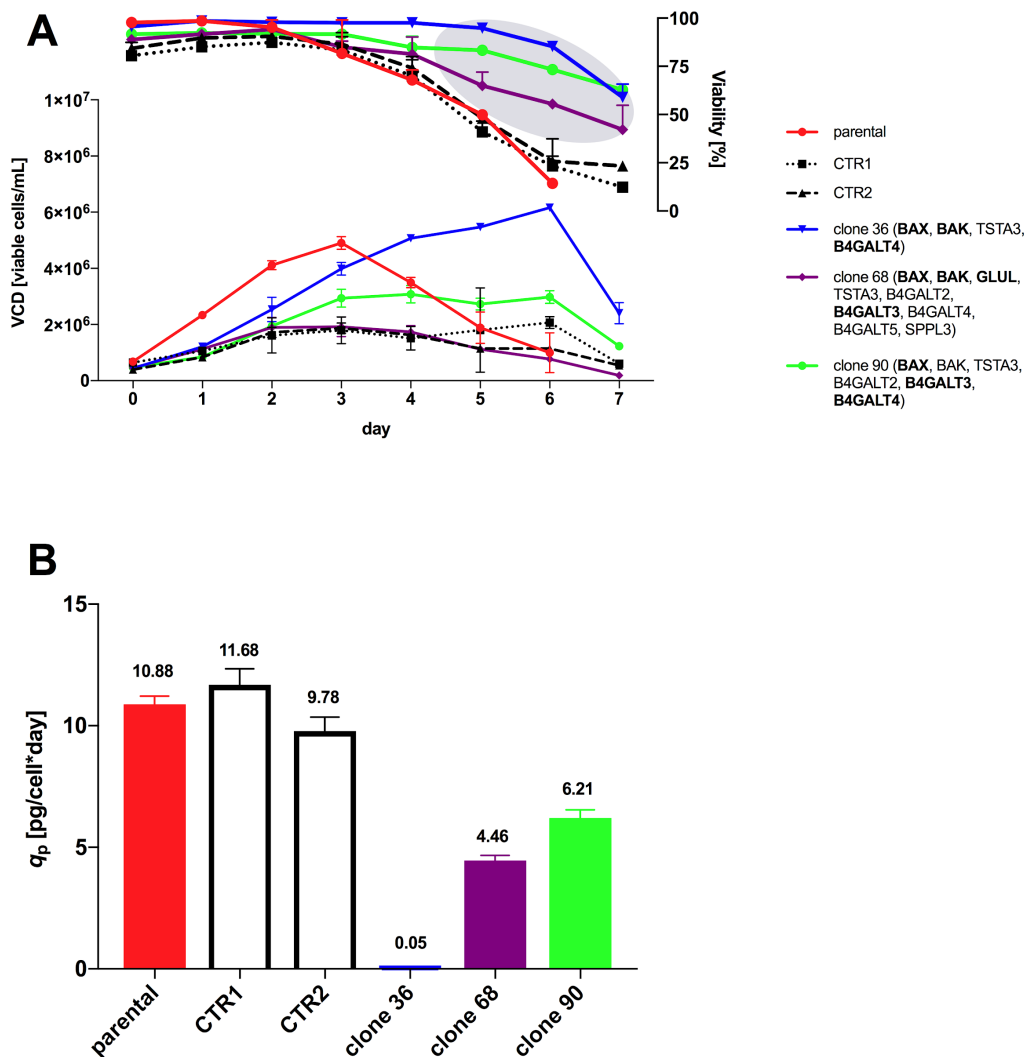 A
100
75
50
25
0
Viability [%]
1×10⁷
8×10⁶
6×10⁶
4×10⁶
2×10⁶
0
VCD [viable cells/mL]
0 1 2 3 4 5 6 7
day
parental
CTR1
CTR2
clone 36 (BAX, BAK, TSTA3,
B4GALT4)
clone 68 (BAX, BAK, GLUL,
TSTA3, B4GALT2,
B4GALT3, B4GALT4,
B4GALT5, SPPL3)
clone 90 (BAX, BAK, TSTA3,
B4GALT2, B4GALT3,
B4GALT4)
B
15
10
5
0
qp [pg/cell*day]
10.88
11.68
9.78
0.05
4.46
6.21
parental
CTR1
CTR2
clone 36
clone 68
clone 90